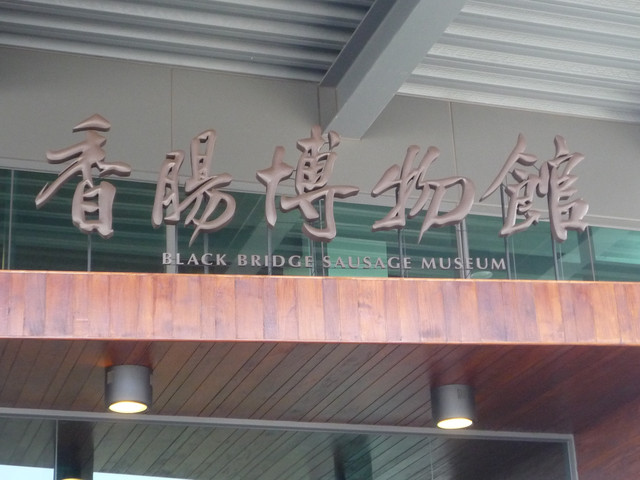 香腸博物館
BLACK BRIDGE SAUSAGE MUSEUM